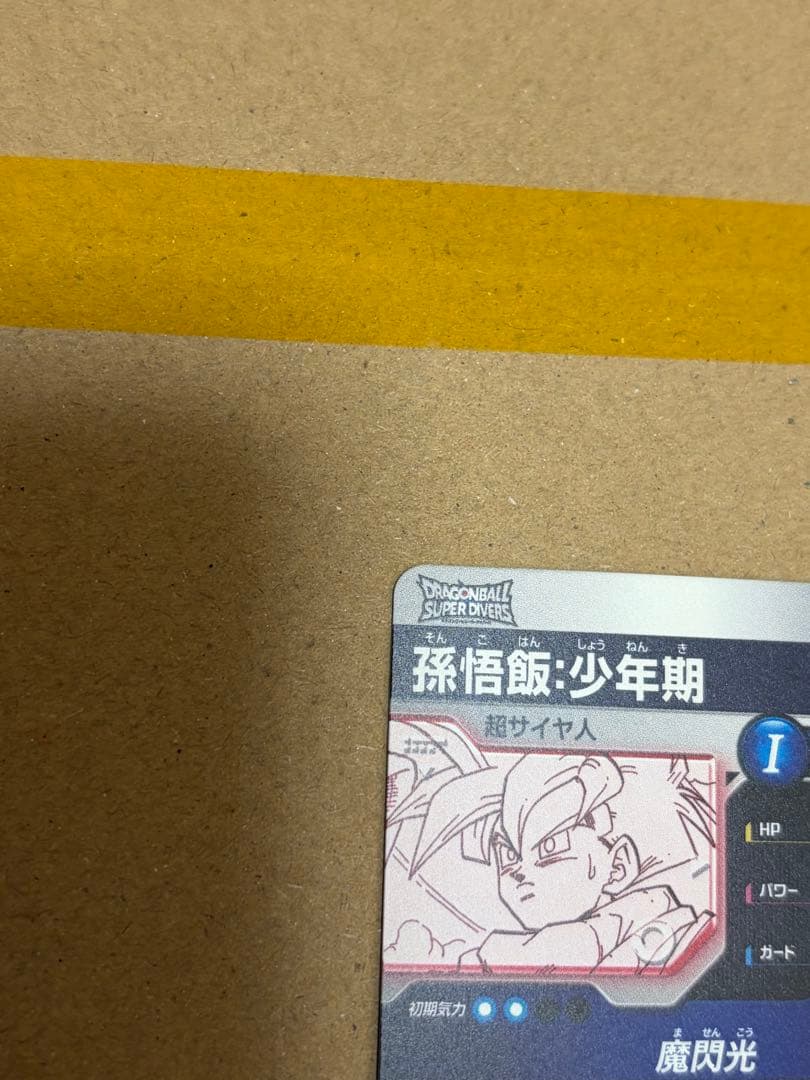 DRAGONBALL
SUPER DIVERS
そん ご はん しょう ねん き
孫悟飯:少年期
超サイヤ人
I
HP
パワー
ガード
初期気力
ま せん こう
魔閃光